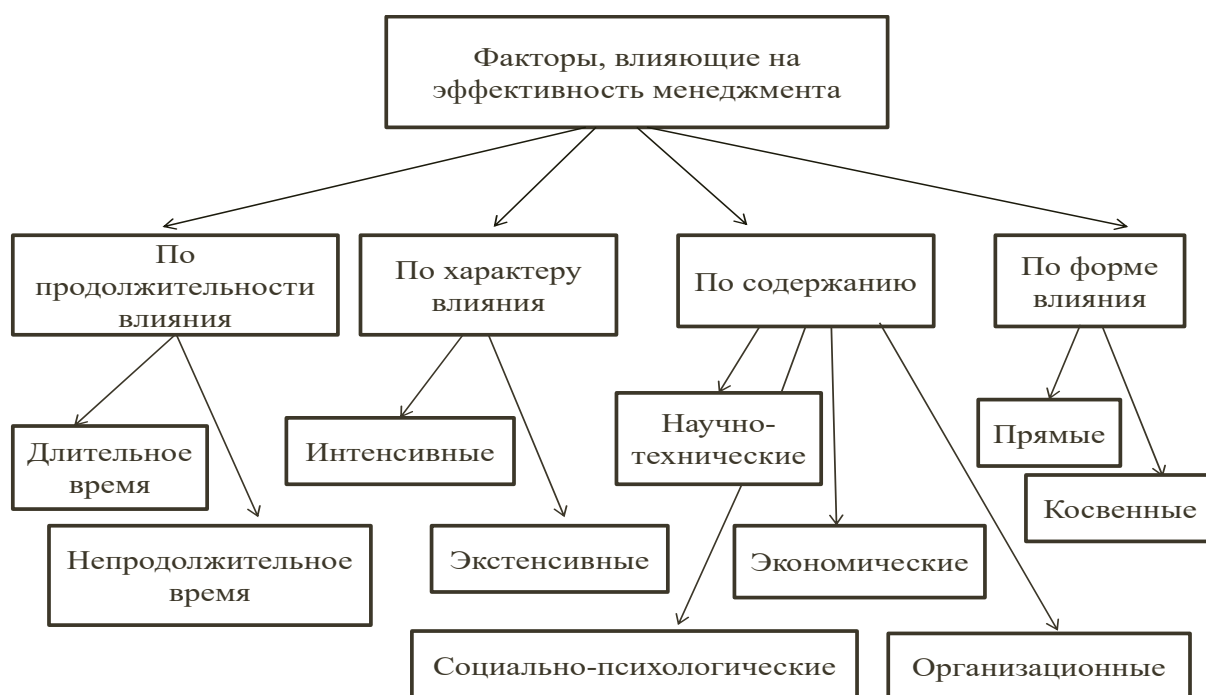 Факторы, влияющие на
эффективность менеджмента
По
продолжительности
влияния
По характеру
влияния
По содержанию
По форме
влияния
Длительное
время
Непродолжительное
время
Интенсивные
Экстенсивные
Научно-
технические
Социально-психологические
Экономические
Организационные
Прямые
Косвенные